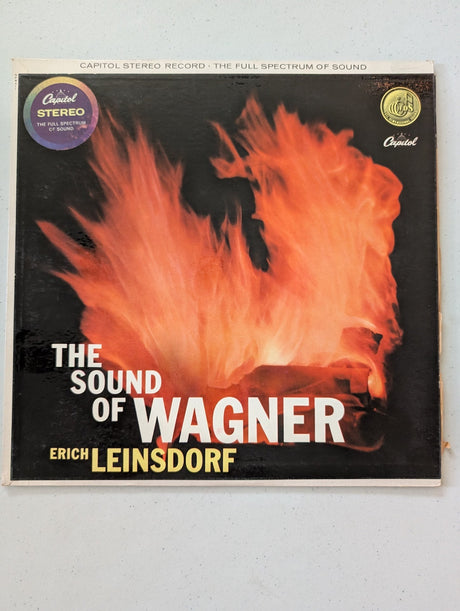 CAPITOL STEREO RECORD · THE FULL SPECTRUM OF SOUND
Capitol
STEREO
THE FULL SPECTRUM
OF SOUND
Capitol
THE
SOUND
OF WAGNER
ERICH LEINSDORF